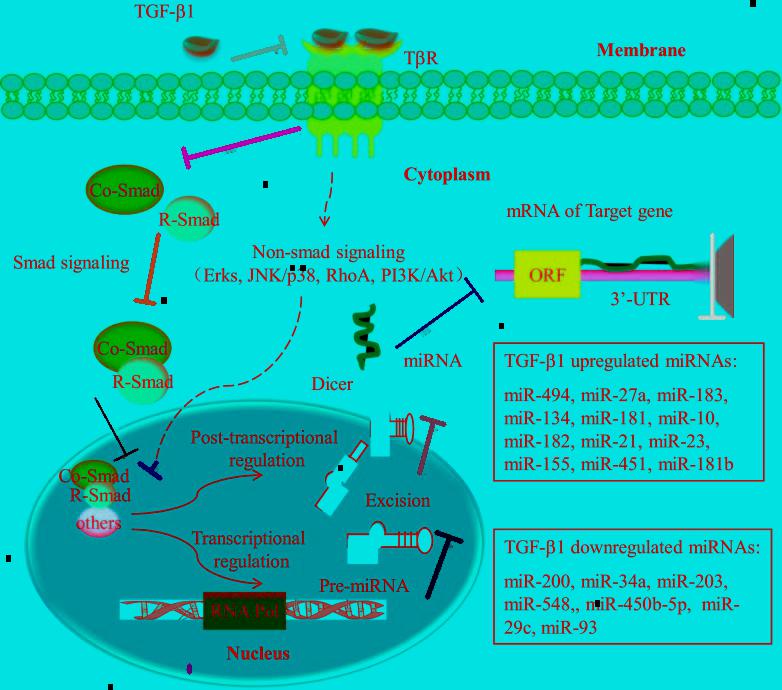 TGF-β1
TβR
Membrane
Cytoplasm
Co-Smad
R-Smad
mRNA of Target gene
Smad signaling
Non-smad signaling
(Erks, JNK/p38, RhoA, PI3K/Akt)
ORF
3'-UTR
Co-Smad
R-Smad
miRNA
Dicer
TGF-β1 upregulated miRNAs:
miR-494, miR-27a, miR-183,
miR-134, miR-181, miR-10,
miR-182, miR-21, miR-23,
miR-155, miR-451, miR-181b
Post-transcriptional
regulation
Co-Smad
R-Smad
others
Excision
Transcriptional
regulation
Pre-miRNA
RNA Pol
Nucleus
TGF-β1 downregulated miRNAs:
miR-200, miR-34a, miR-203,
miR-548,, miR-450b-5p, miR-
29c, miR-93